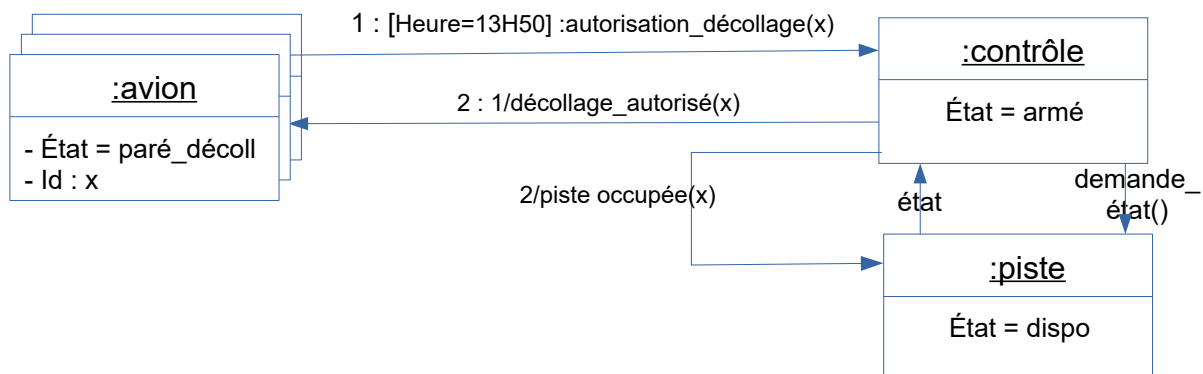 1 : [Heure=13H50] :autorisation_décollage(x)
:avion
- État = paré_décoll
- Id : x
:contrôle
État = armé
2 : 1/décollage_autorisé(x)
2/piste occupée(x)
état
demande_
état()
:piste
État = dispo